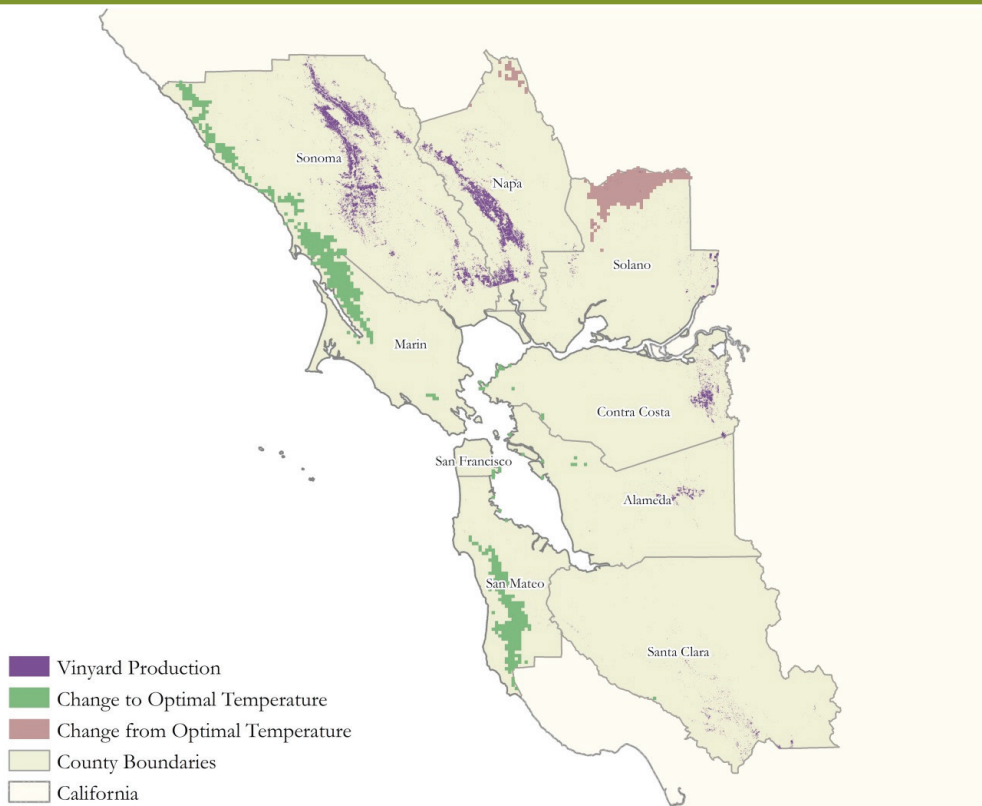 Sonoma
Napa
Solano
Marin
Contra Costa
San Francisco
Alameda
San Mateo
Santa Clara
Vinyard Production
Change to Optimal Temperature
Change from Optimal Temperature
County Boundaries
California